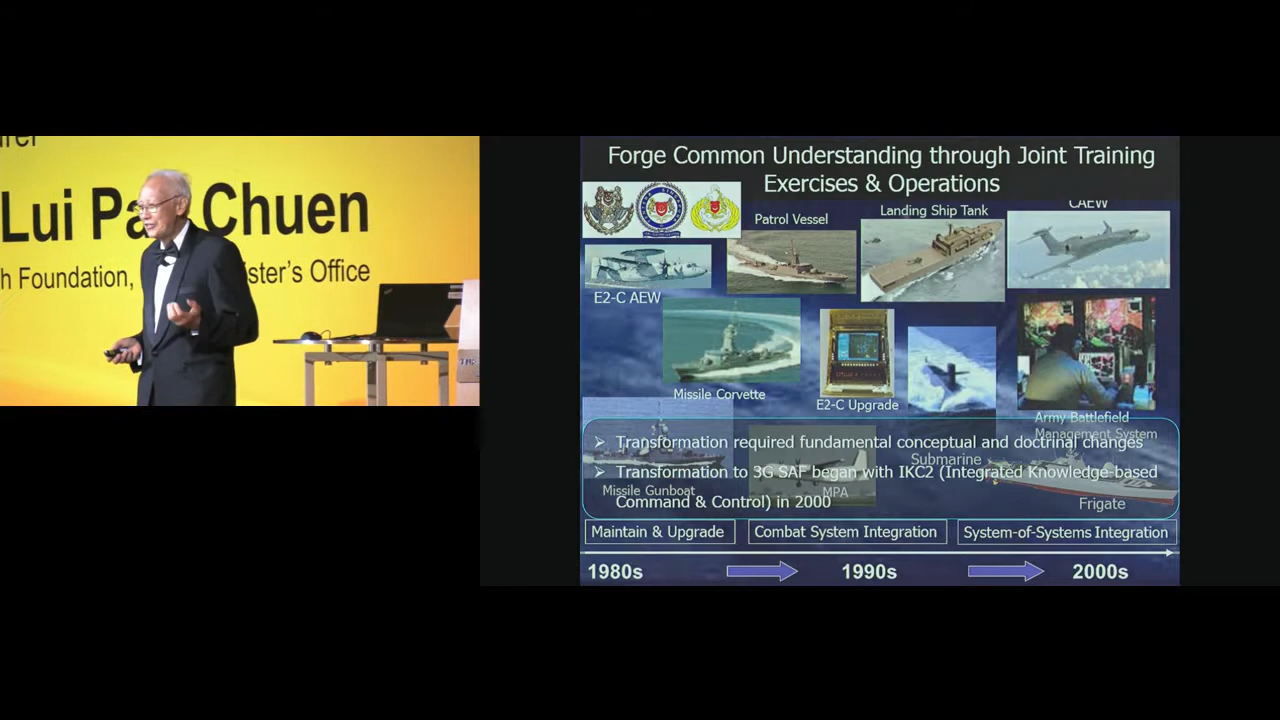 Lui Pa Chuen
h Foundation, ister's Office
Forge Common Understanding through Joint Training
Exercises & Operations
Patrol Vessel
Landing Ship Tank
CAEW
E2-C AEW
Missile Corvette
E2-C Upgrade
Army Battlefield
Management System
➢ Transformation required fundamental conceptual and doctrinal changes
Submarine
➢ Transformation to 3G SAF began with IKC2 (Integrated Knowledge-based
Command & Control) in 2000
Missile Gunboat
MPA
Frigate
Maintain & Upgrade
Combat System Integration
System-of-Systems Integration
1980s
1990s
2000s